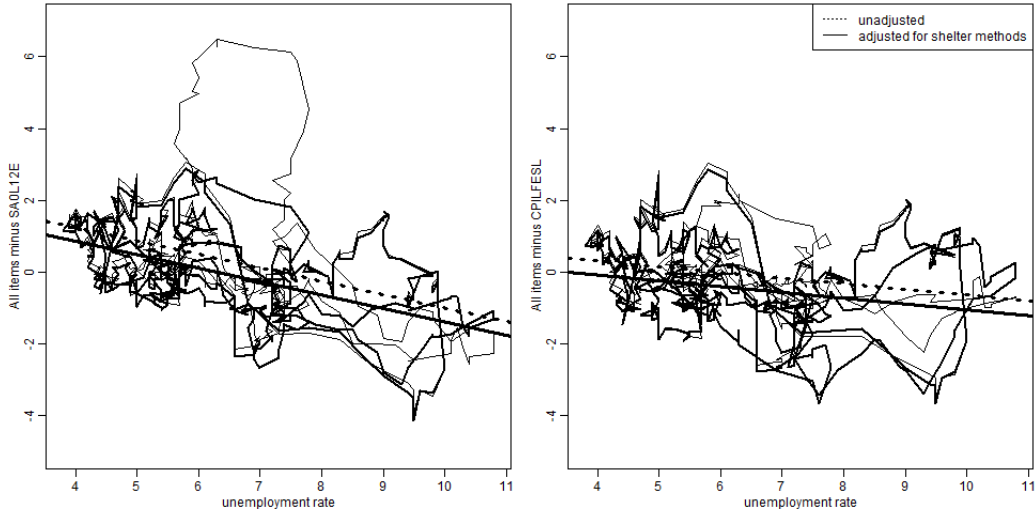 unadjusted
adjusted for shelter methods
All items minus SA0L12E
6
4
2
0
-2
-4
4 5 6 7 8 9 10 11
unemployment rate
All items minus CPILFESL
6
4
2
0
-2
-4
4 5 6 7 8 9 10 11
unemployment rate